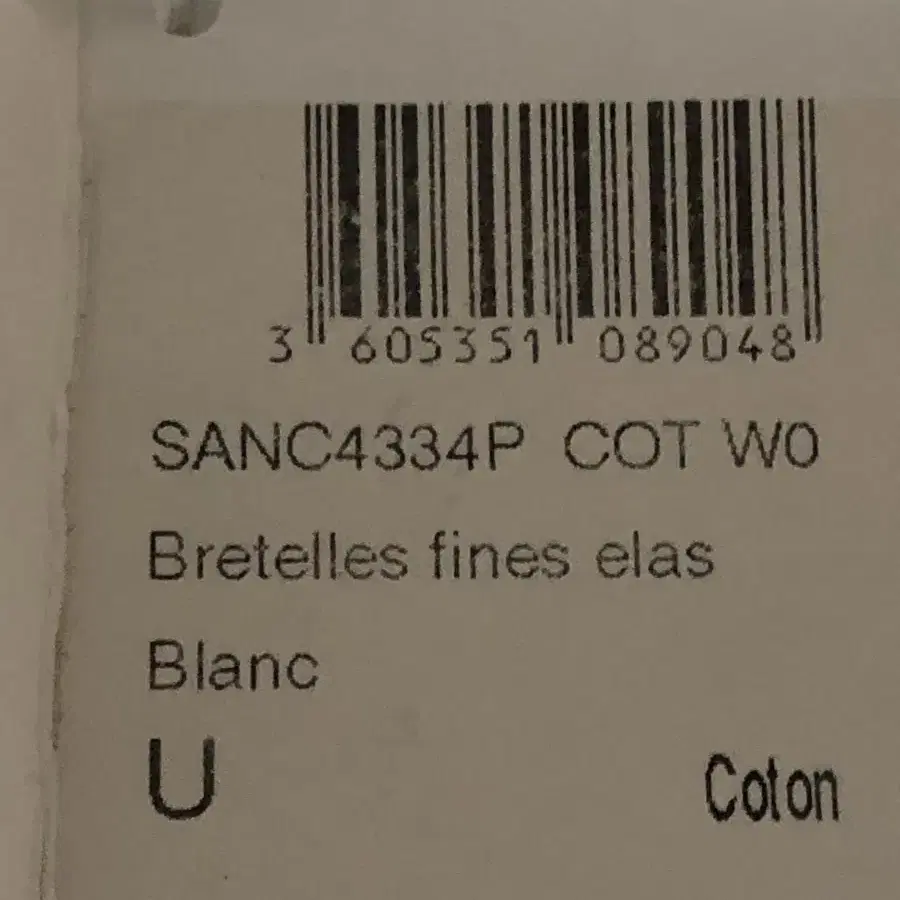 3 605351 089048
SANC4334P COT W0
Bretelles fines elas
Blanc
U Coton